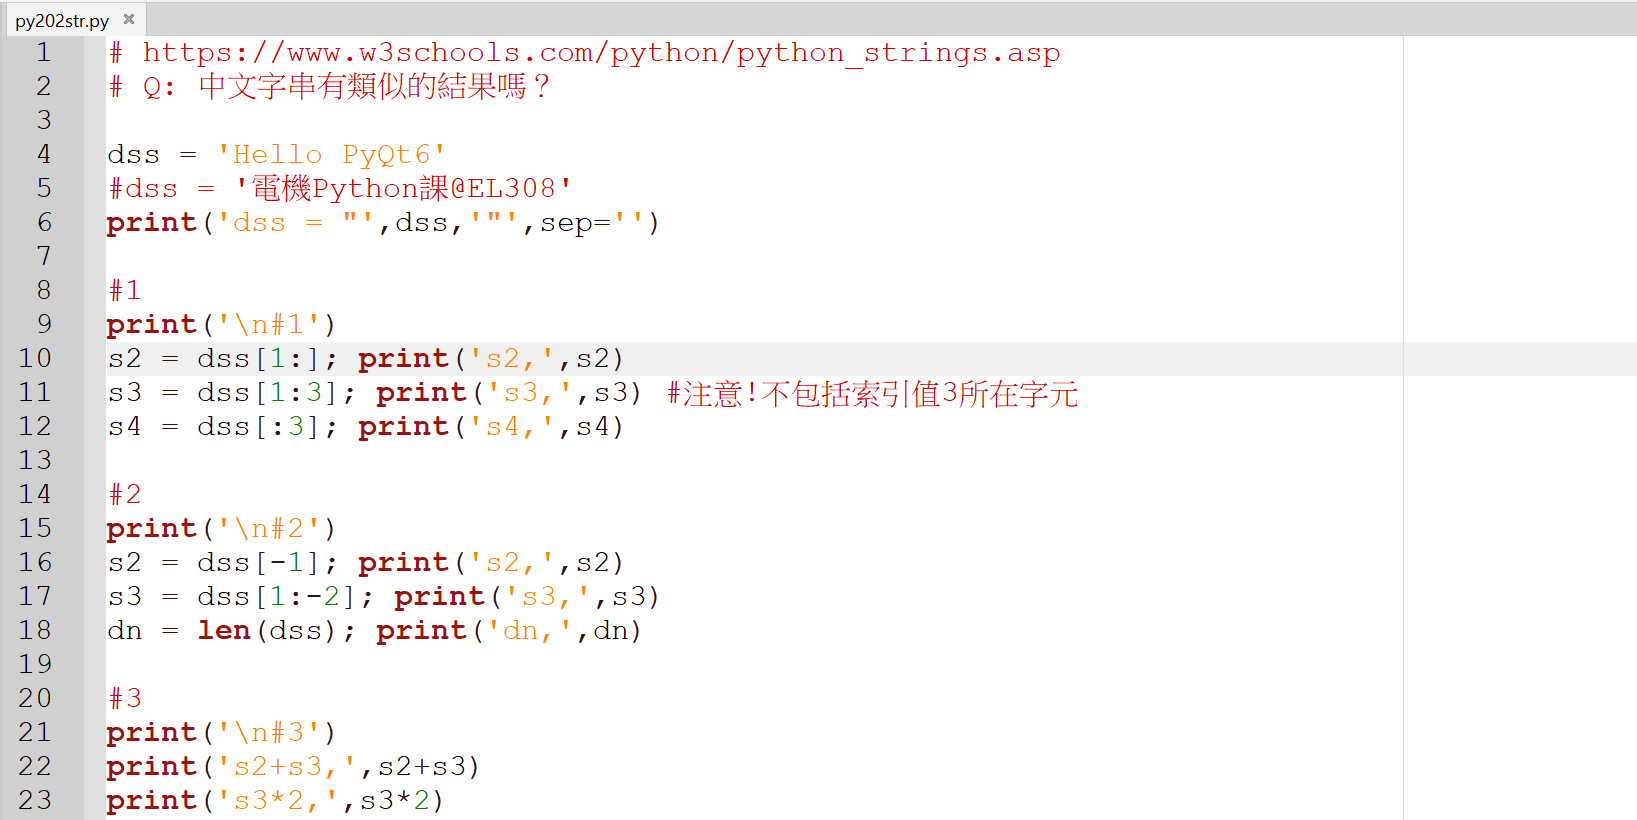 py202str.py ×
1 # https://www.w3schools.com/python/python_strings.asp
2 # Q: 中文字串有類似的結果嗎？
3
4 dss = 'Hello PyQt6'
5 #dss = '電機Python課@EL308'
6 print('dss = "',dss,'"',sep='')
7
8 #1
9 print('\n#1')
10 s2 = dss[1:]; print('s2,',s2)
11 s3 = dss[1:3]; print('s3,',s3) #注意!不包括索引值3所在字元
12 s4 = dss[:3]; print('s4,',s4)
13
14 #2
15 print('\n#2')
16 s2 = dss[-1]; print('s2,',s2)
17 s3 = dss[1:-2]; print('s3,',s3)
18 dn = len(dss); print('dn,',dn)
19
20 #3
21 print('\n#3')
22 print('s2+s3,',s2+s3)
23 print('s3*2,',s3*2)